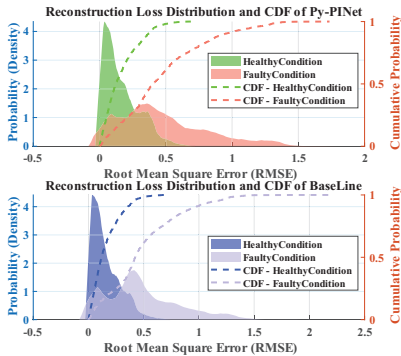 Reconstruction Loss Distribution and CDF of Py-PINet
Probability (Density)
4
3
2
1
0
1
0.5
0
Cumulative Probability
HealthyCondition
FaultyCondition
CDF - HealthyCondition
CDF - FaultyCondition
-0.5 0 0.5 1 1.5 2
Root Mean Square Error (RMSE)
Reconstruction Loss Distribution and CDF of BaseLine
Probability (Density)
4
3
2
1
0
1
0.5
0
Cumulative Probability
HealthyCondition
FaultyCondition
CDF - HealthyCondition
CDF - FaultyCondition
-0.5 0 0.5 1 1.5 2 2.5
Root Mean Square Error (RMSE)